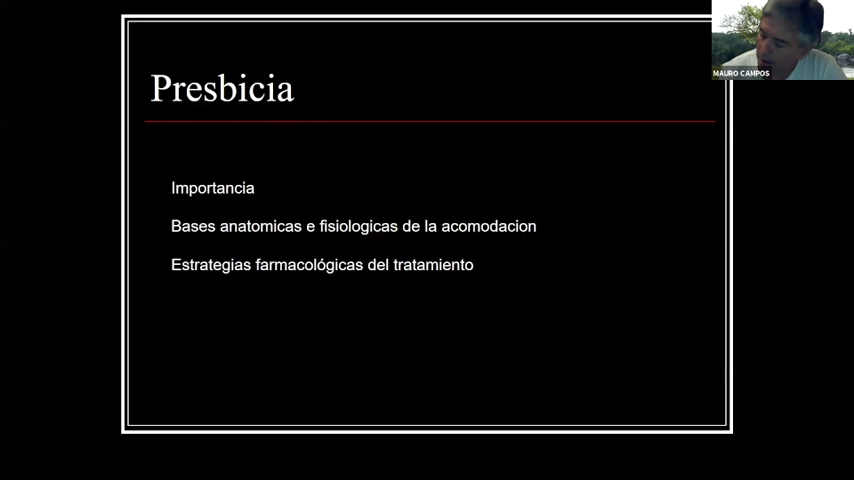 Presbicia
MAURO CAMPOS
Importancia
Bases anatomicas e fisiologicas de la acomodacion
Estrategias farmacológicas del tratamiento